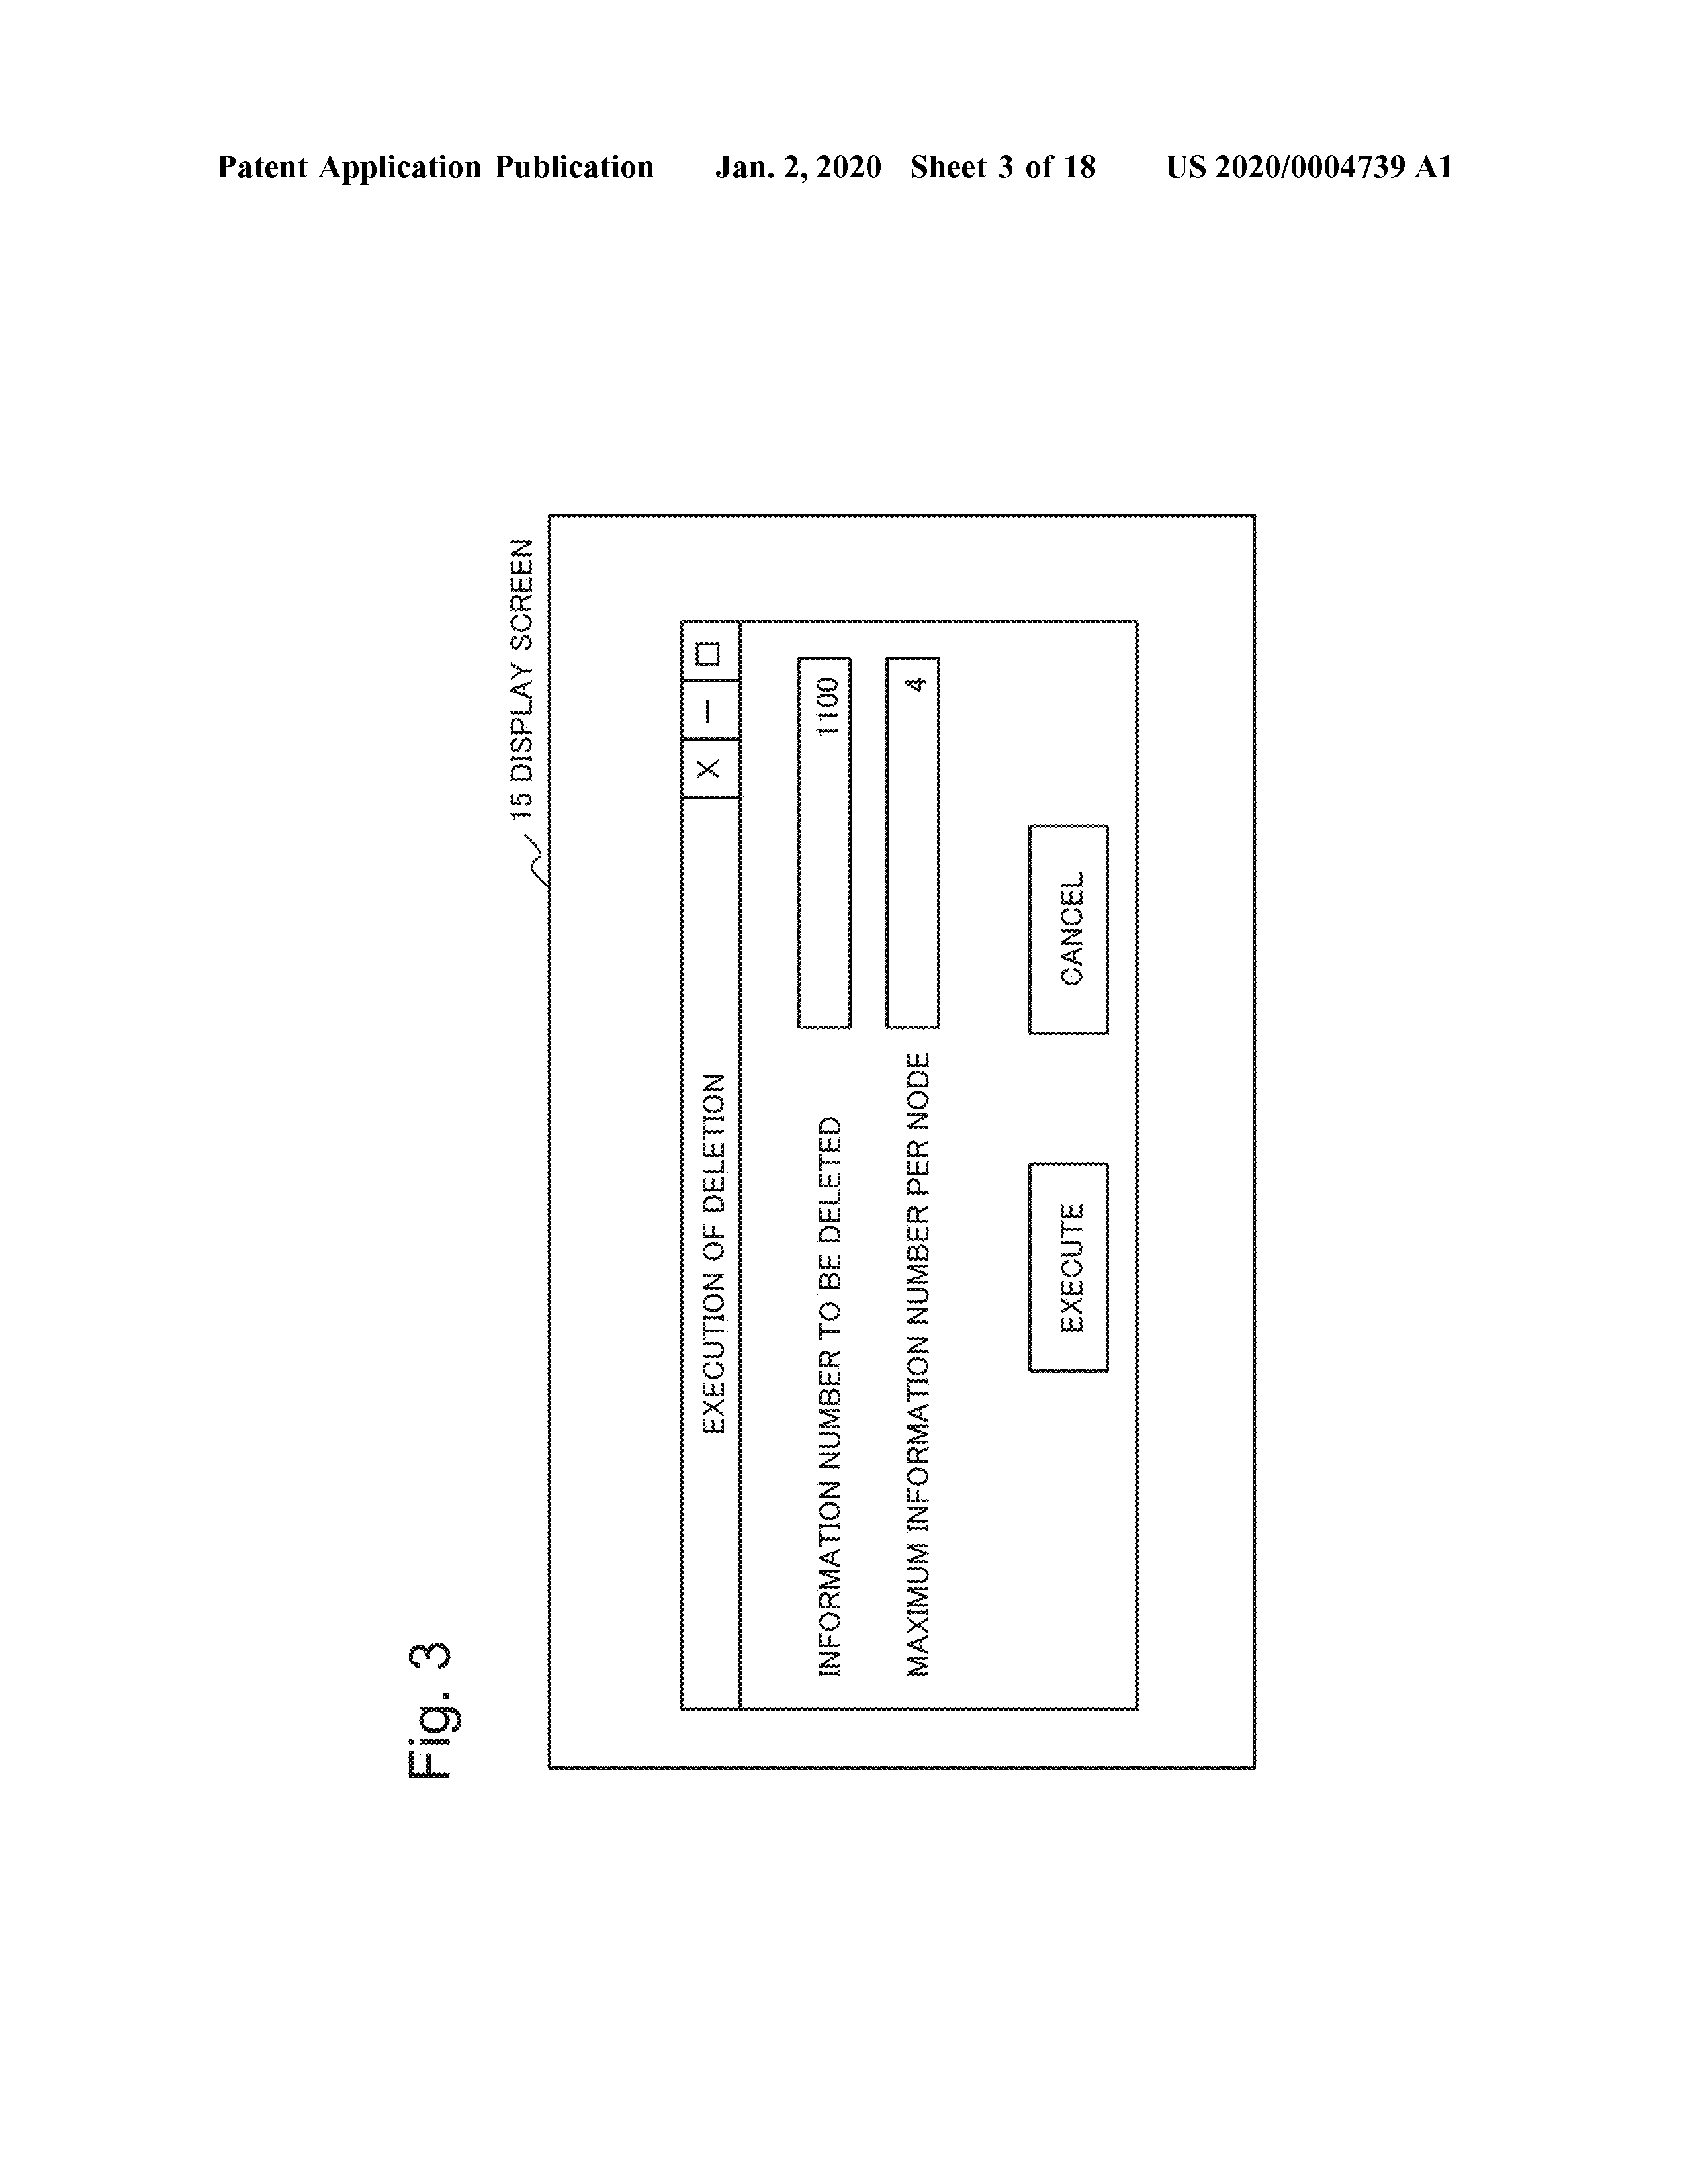 Patent Application Publication Jan. 2, 2020 Sheet 3 of 18 US 2020/0004739 A1
Fig. 3
15 DISPLAY SCREEN
EXECUTION OF DELETION X – □
INFORMATION NUMBER TO BE DELETED 1100
MAXIMUM INFORMATION NUMBER PER NODE 4
EXECUTE CANCEL